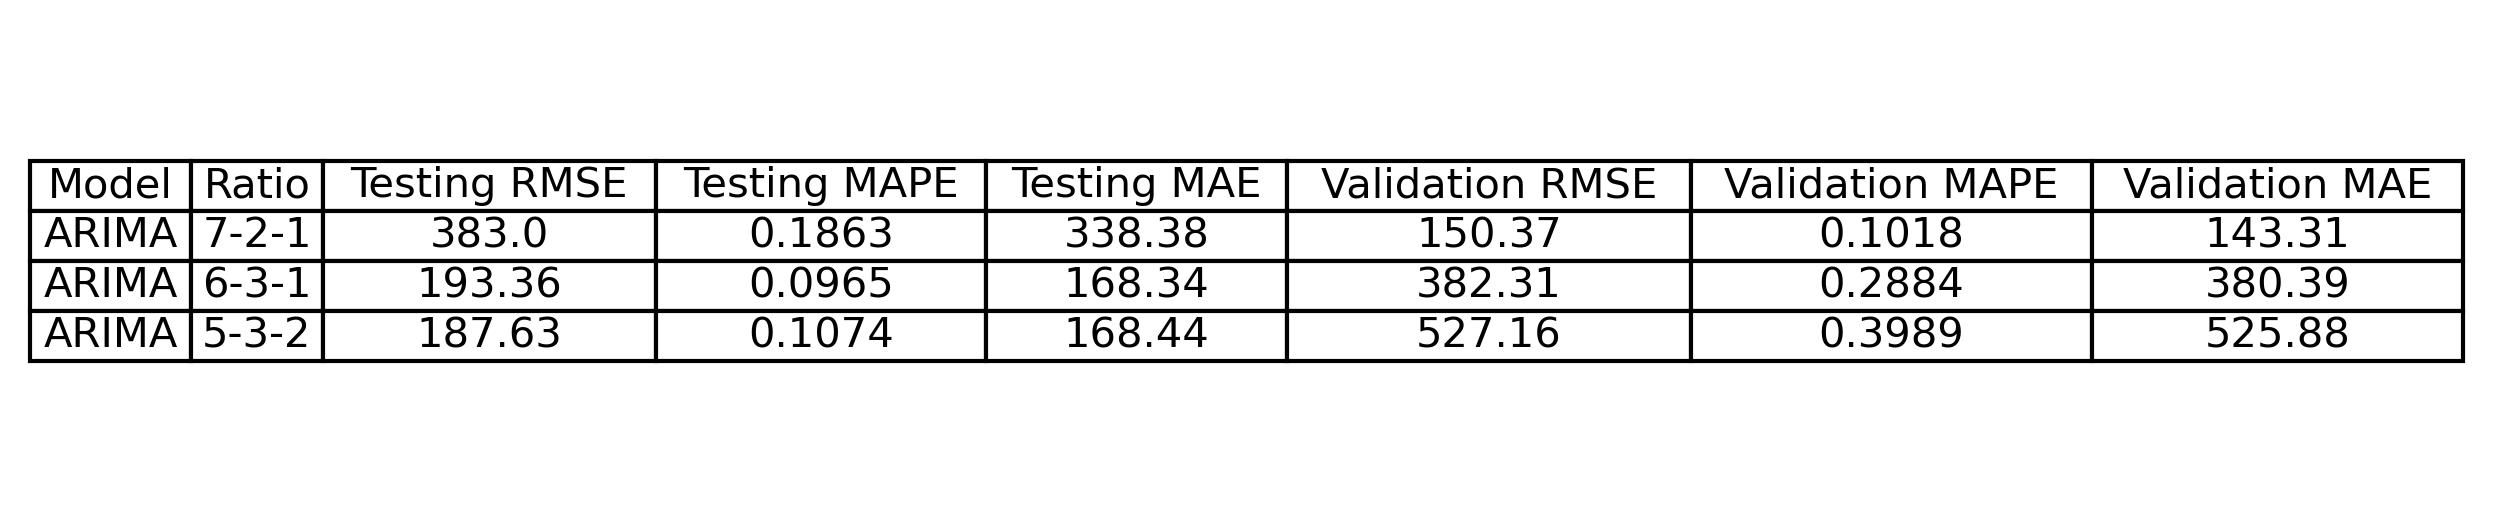 Model Ratio Testing RMSE Testing MAPE Testing MAE Validation RMSE Validation MAPE Validation MAE
ARIMA 7-2-1 383.0 0.1863 338.38 150.37 0.1018 143.31
ARIMA 6-3-1 193.36 0.0965 168.34 382.31 0.2884 380.39
ARIMA 5-3-2 187.63 0.1074 168.44 527.16 0.3989 525.88